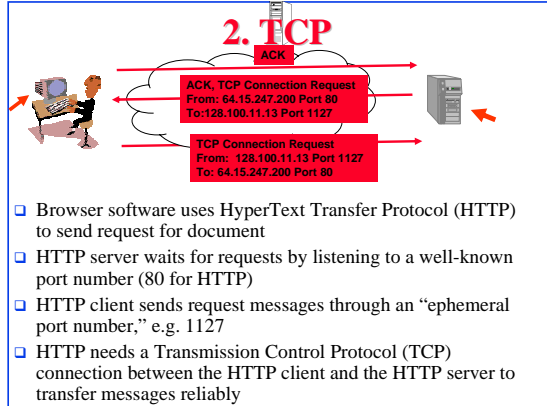 2. TCP
ACK
ACK, TCP Connection Request
From: 64.15.247.200 Port 80
To:128.100.11.13 Port 1127
TCP Connection Request
From: 128.100.11.13 Port 1127
To: 64.15.247.200 Port 80
Browser software uses HyperText Transfer Protocol (HTTP)
to send request for document
HTTP server waits for requests by listening to a well-known
port number (80 for HTTP)
HTTP client sends request messages through an “ephemeral
port number,” e.g. 1127
HTTP needs a Transmission Control Protocol (TCP)
connection between the HTTP client and the HTTP server to
transfer messages reliably